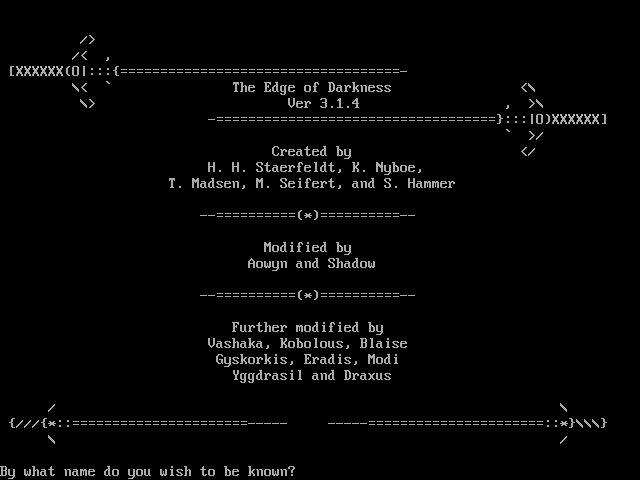 />
/< ,
[XXXXXX(O|:::{===================================-
\< ` The Edge of Darkness <\
\> Ver 3.1.4 , >\
-===================================}:::|O)XXXXXX]
` >/
Created by </
H. H. Staerfeldt, K. Nyboe,
T. Madsen, M. Seifert, and S. Hammer
--==========(*)==========--
Modified by
Aowyn and Shadow
--==========(*)==========--
Further modified by
Vashaka, Kobolous, Blaise
Gyskorkis, Eradis, Modi
Yggdrasil and Draxus
/ \
{///{*::======================----- -----======================::*}\\\}
\ /
By what name do you wish to be known?